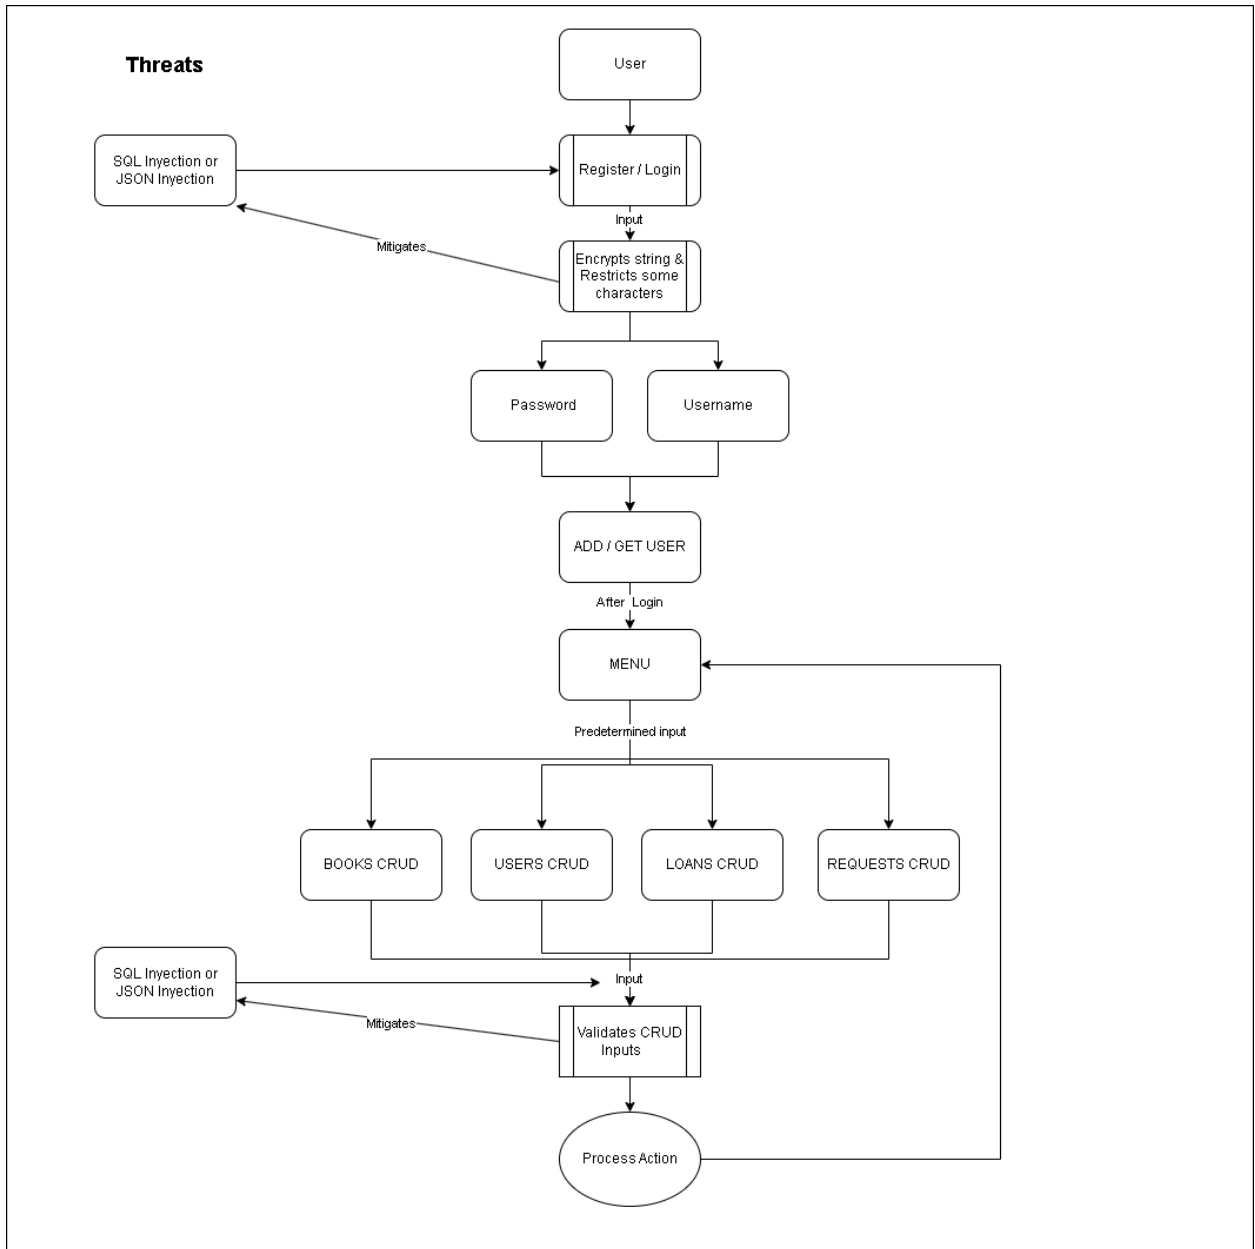 Threats
User
SQL Inyection or
JSON Inyection
Register / Login
Input
Mitigates
Encrypts string &
Restricts some
characters
Password
Username
ADD / GET USER
After Login
MENU
Predetermined input
BOOKS CRUD
USERS CRUD
LOANS CRUD
REQUESTS CRUD
SQL Inyection or
JSON Inyection
Input
Mitigates
Validates CRUD
Inputs
Process Action